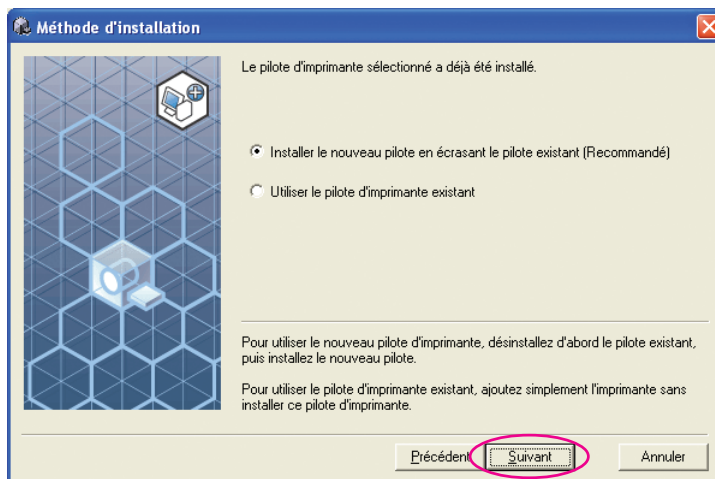 Méthode d'installation
Le pilote d'imprimante sélectionné a déjà été installé.
Installer le nouveau pilote en écrasant le pilote existant (Recommandé)
Utiliser le pilote d'imprimante existant
Pour utiliser le nouveau pilote d'imprimante, désinstallez d'abord le pilote existant,
puis installez le nouveau pilote.
Pour utiliser le pilote d'imprimante existant, ajoutez simplement l'imprimante sans
installer ce pilote d'imprimante.
Précédent Suivant Annuler